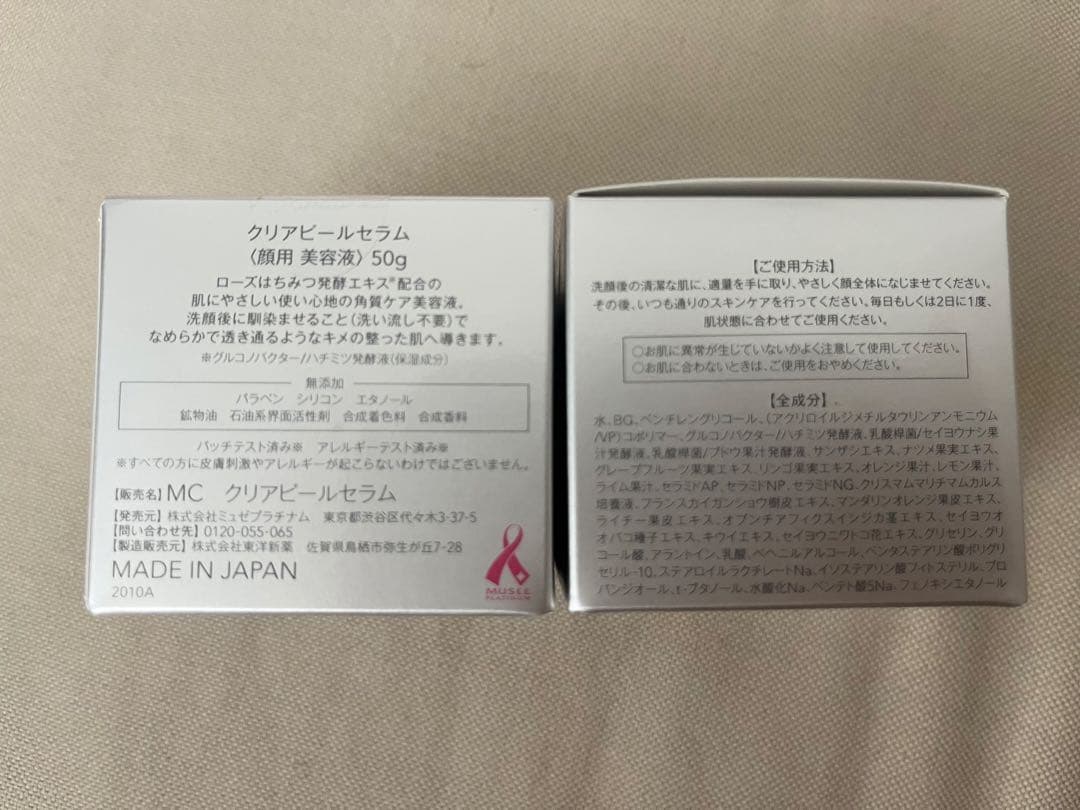 クリアピールセラム
〈顔用 美容液〉50g
ローズはちみつ発酵エキス※配合の
肌にやさしい使い心地の角質ケア美容液。
洗顔後に馴染ませること(洗い流し不要)で
なめらかで透き通るようなキメの整った肌へ導きます。
※グルコノバクター/ハチミツ発酵液(保湿成分)
無添加
パラベン シリコン エタノール
鉱物油 石油系界面活性剤 合成着色料 合成香料
パッチテスト済み※ アレルギーテスト済み※
※すべての方に皮膚刺激やアレルギーが起こらないわけではございません。
【販売名】MC クリアピールセラム
【発売元】株式会社ミュゼプラチナム 東京都渋谷区代々木3-37-5
【問い合わせ先】0120-055-065
【製造販売元】株式会社東洋新薬 佐賀県鳥栖市弥生が丘7-28
MADE IN JAPAN
2010A
MUSEE
PLATINUM
【ご使用方法】
洗顔後の清潔な肌に、適量を手に取り、やさしく顔全体になじませてください。
その後、いつも通りのスキンケアを行ってください。毎日もしくは2日に1度、
肌状態に合わせてご使用ください。
○お肌に異常が生じていないかよく注意して使用してください。
○お肌に合わないときは、ご使用をおやめください。
【全成分】
水、BG、ペンチレングリコール、(アクリロイルジメチルタウリンアンモニウム
/VP)コポリマー、グルコノバクター/ハチミツ発酵液、乳酸桿菌/セイヨウナシ果
汁発酵液、乳酸桿菌/ブドウ果汁発酵液、サンザシエキス、ナツメ果実エキス、
グレープフルーツ果実エキス、リンゴ果実エキス、オレンジ果汁、レモン果汁、
ライム果汁、セラミドAP、セラミドNP、セラミドNG、クリスマムマリチマムカルス
培養液、フランスカイガンショウ樹皮エキス、マンダリンオレンジ果皮エキス、
ライチー果皮エキス、オプンチアフィクスインジカ茎エキス、セイヨウオ
オバコ種子エキス、キウイエキス、セイヨウニワトコ花エキス、グリセリン、グリ
コール酸、アラントイン、乳酸、ベヘニルアルコール、ペンタステアリン酸ポリグリ
セリル-10、ステアロイルラクチレートNa、イソステアリン酸フィトステリル、プロ
パンジオール、t-ブタノール、水酸化Na、ペンテト酸5Na、フェノキシエタノール